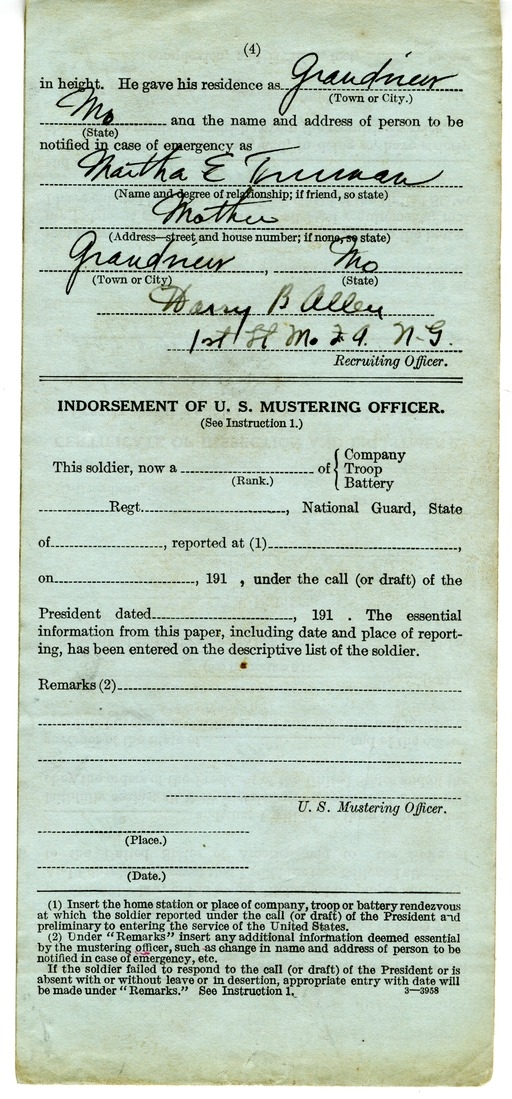 (4)
in height. He gave his residence as Grandview
(Town or City.)
Mo and the name and address of person to be
(State)
notified in case of emergency as
Martha E Truman
(Name and degree of relationship; if friend, so state)
Mother
(Address—street and house number; if none, so state)
Grandview, Mo
(Town or City) (State)
Harry B Allen
1st Lt Mo F.A. N-G.
Recruiting Officer.
INDORSEMENT OF U. S. MUSTERING OFFICER.
(See Instruction 1.)
This soldier, now a of { Company
Troop
Battery
(Rank.)
Regt., National Guard, State
of, reported at (1),
on, 191 , under the call (or draft) of the
President dated, 191 . The essential
information from this paper, including date and place of report-
ing, has been entered on the descriptive list of the soldier.
Remarks (2)
U. S. Mustering Officer.
(Place.)
(Date.)
(1) Insert the home station or place of company, troop or battery rendezvous
at which the soldier reported under the call (or draft) of the President and
preliminary to entering the service of the United States.
(2) Under "Remarks" insert any additional information deemed essential
by the mustering officer, such as change in name and address of person to be
notified in case of emergency, etc.
If the soldier failed to respond to the call (or draft) of the President or is
absent with or without leave or in desertion, appropriate entry with date will
be made under "Remarks." See Instruction 1. 3—3958